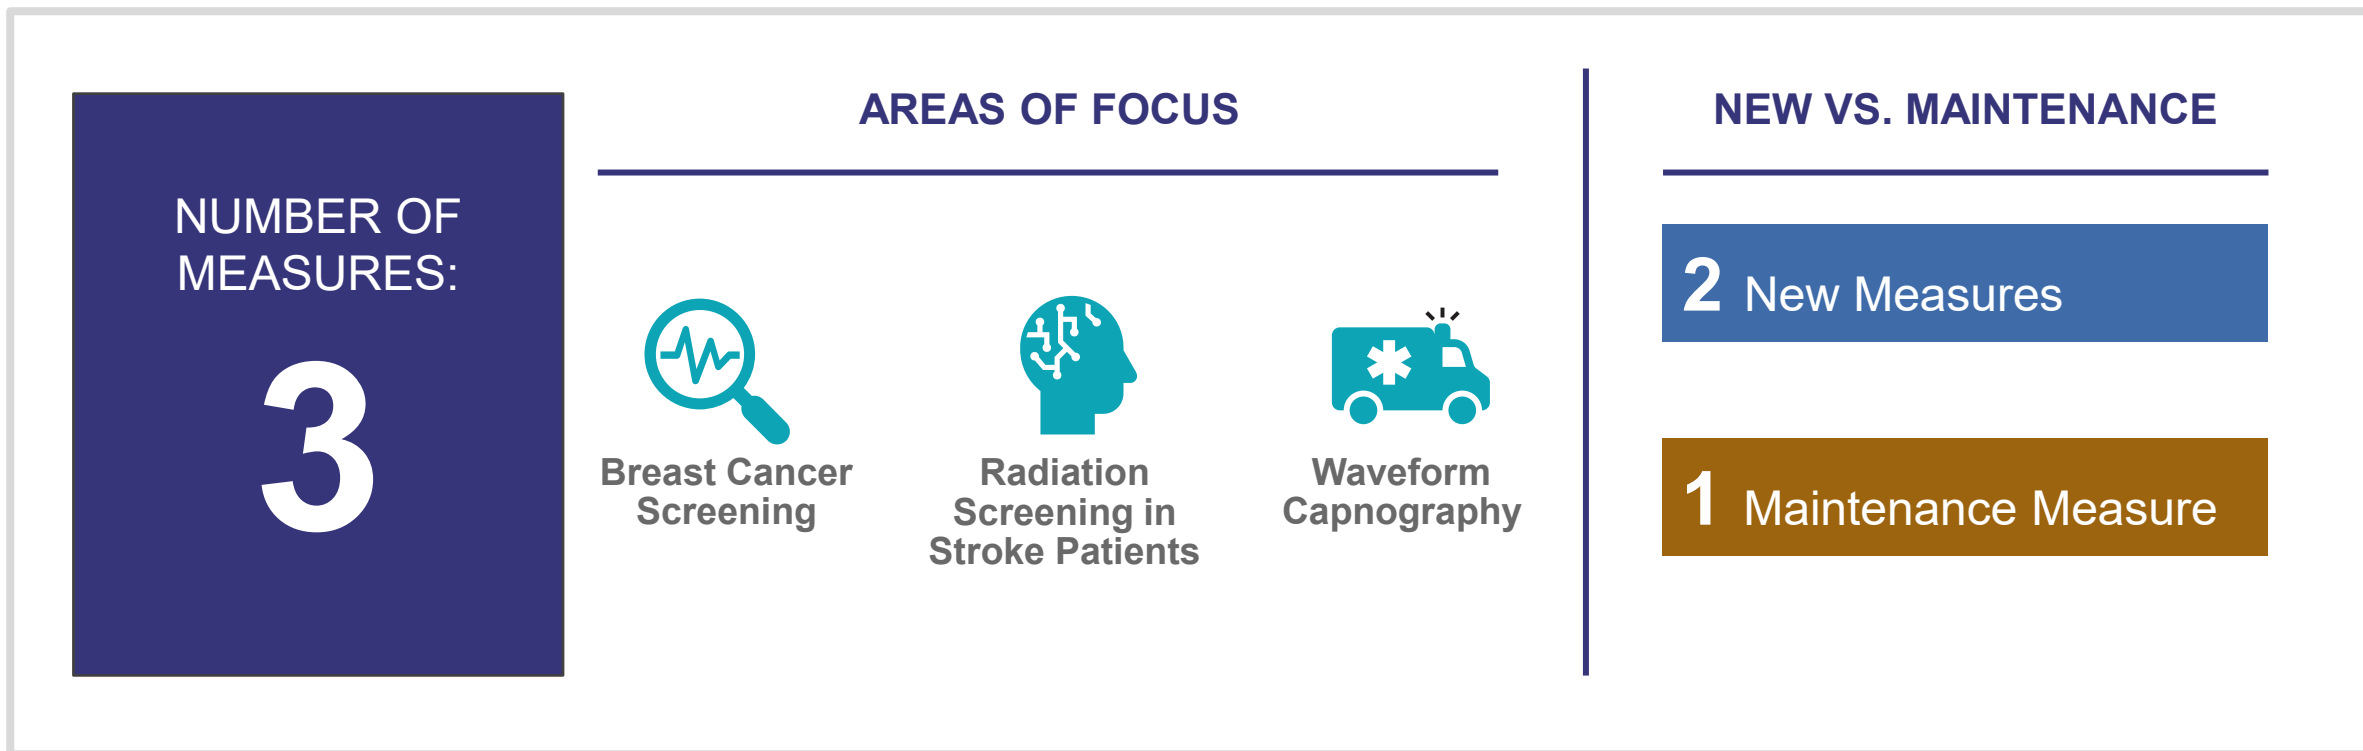 NUMBER OF
MEASURES:
3
AREAS OF FOCUS
Breast Cancer
Screening
Radiation
Screening in
Stroke Patients
Waveform
Capnography
NEW VS. MAINTENANCE
2 New Measures
1 Maintenance Measure